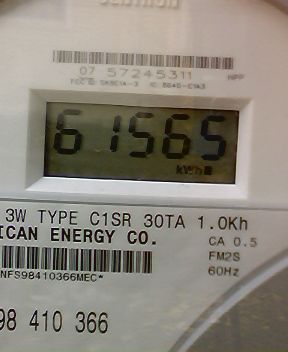 07 57245311 HPP
61565
kWh
3W TYPE C1SR 30TA 1.0Kh
ICAN ENERGY CO.
CA 0.5
FM2S
60Hz
NFS98410366MEC*
98 410 366